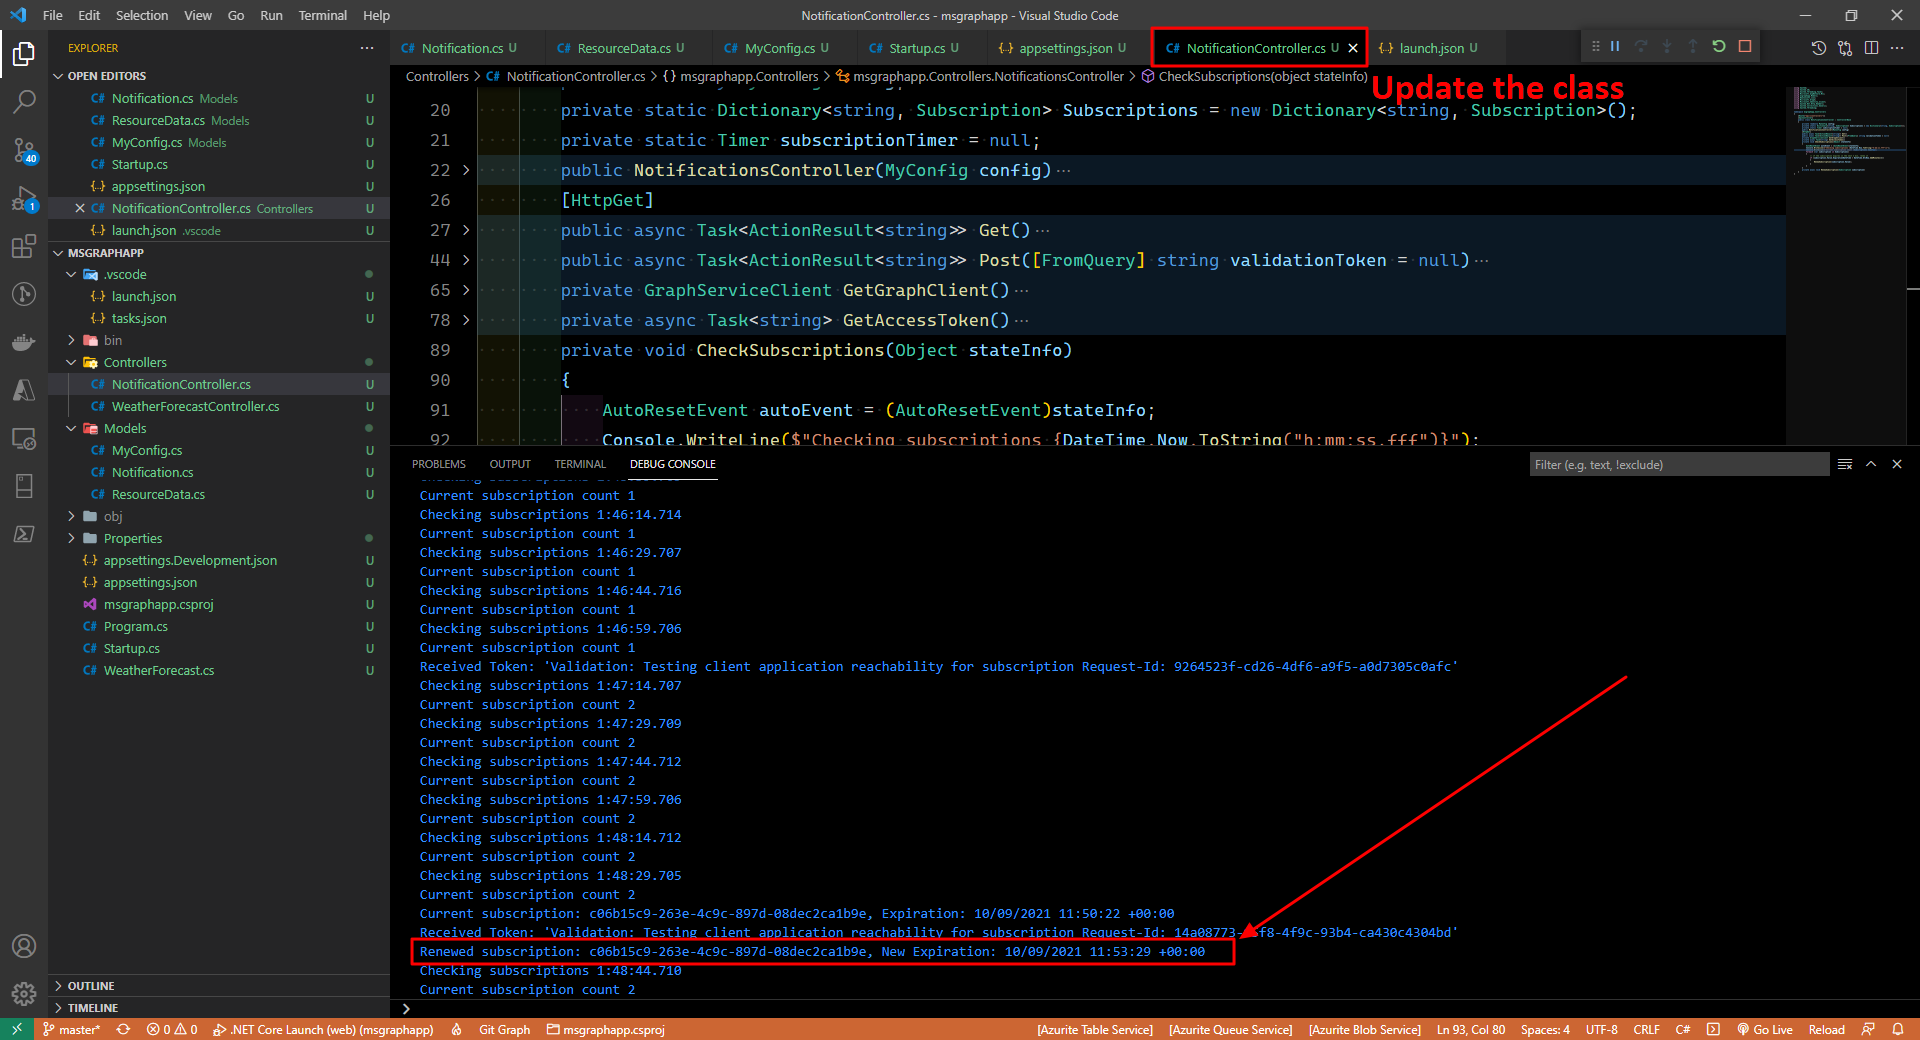 File Edit Selection View Go Run Terminal Help
NotificationController.cs - msgraphapp - Visual Studio Code
EXPLORER
OPEN EDITORS
C# Notification.cs Models U
C# ResourceData.cs Models U
C# MyConfig.cs Models U
C# Startup.cs U
{..} appsettings.json U
C# NotificationController.cs Controllers U
{..} launch.json .vscode U
MSGRAPHAPP
.vscode
{..} launch.json U
{..} tasks.json U
bin
Controllers
C# NotificationController.cs U
C# WeatherForecastController.cs U
Models
C# MyConfig.cs U
C# Notification.cs U
C# ResourceData.cs U
obj
Properties
{..} appsettings.Development.json U
{..} appsettings.json U
msgraphapp.csproj U
C# Program.cs U
C# Startup.cs U
C# WeatherForecast.cs U
OUTLINE
TIMELINE
40
1
C# Notification.cs U C# ResourceData.cs U C# MyConfig.cs U C# Startup.cs U {..} appsettings.json U C# NotificationController.cs U {..} launch.json U
Controllers > C# NotificationController.cs > {} msgraphapp.Controllers > msgraphapp.Controllers.NotificationsController > CheckSubscriptions(object stateInfo)
Update the class
20 private static Dictionary<string, Subscription> Subscriptions = new Dictionary<string, Subscription>();
21 private static Timer subscriptionTimer = null;
22 public NotificationsController(MyConfig config)···
26 [HttpGet]
27 public async Task<ActionResult<string>> Get()···
44 public async Task<ActionResult<string>> Post([FromQuery] string validationToken = null)···
65 private GraphServiceClient GetGraphClient()···
78 private async Task<string> GetAccessToken()···
89 private void CheckSubscriptions(Object stateInfo)
90 {
91 AutoResetEvent autoEvent = (AutoResetEvent)stateInfo;
92 Console.WriteLine($"Checking subscriptions {DateTime.Now.ToString("h:mm:ss.fff")}");
PROBLEMS OUTPUT TERMINAL DEBUG CONSOLE
Filter (e.g. text, !exclude)
Current subscription count 1
Checking subscriptions 1:46:14.714
Current subscription count 1
Checking subscriptions 1:46:29.707
Current subscription count 1
Checking subscriptions 1:46:44.716
Current subscription count 1
Checking subscriptions 1:46:59.706
Current subscription count 1
Received Token: 'Validation: Testing client application reachability for subscription Request-Id: 9264523f-cd26-4df6-a9f5-a0d7305c0afc'
Checking subscriptions 1:47:14.707
Current subscription count 2
Checking subscriptions 1:47:29.709
Current subscription count 2
Checking subscriptions 1:47:44.712
Current subscription count 2
Checking subscriptions 1:47:59.706
Current subscription count 2
Checking subscriptions 1:48:14.712
Current subscription count 2
Checking subscriptions 1:48:29.705
Current subscription count 2
Current subscription: c06b15c9-263e-4c9c-897d-08dec2ca1b9e, Expiration: 10/09/2021 11:50:22 +00:00
Received Token: 'Validation: Testing client application reachability for subscription Request-Id:
Renewed subscription: c06b15c9-263e-4c9c-897d-08dec2ca1b9e, New Expiration: 10/09/2021 11:53:29 +00:00
Checking subscriptions 1:48:44.710
Current subscription count 2
master* 0 0 .NET Core Launch (web) (msgraphapp) Git Graph msgraphapp.csproj [Azurite Table Service] [Azurite Queue Service] [Azurite Blob Service] Ln 93, Col 80 Spaces: 4 UTF-8 CRLF C# Go Live Reload